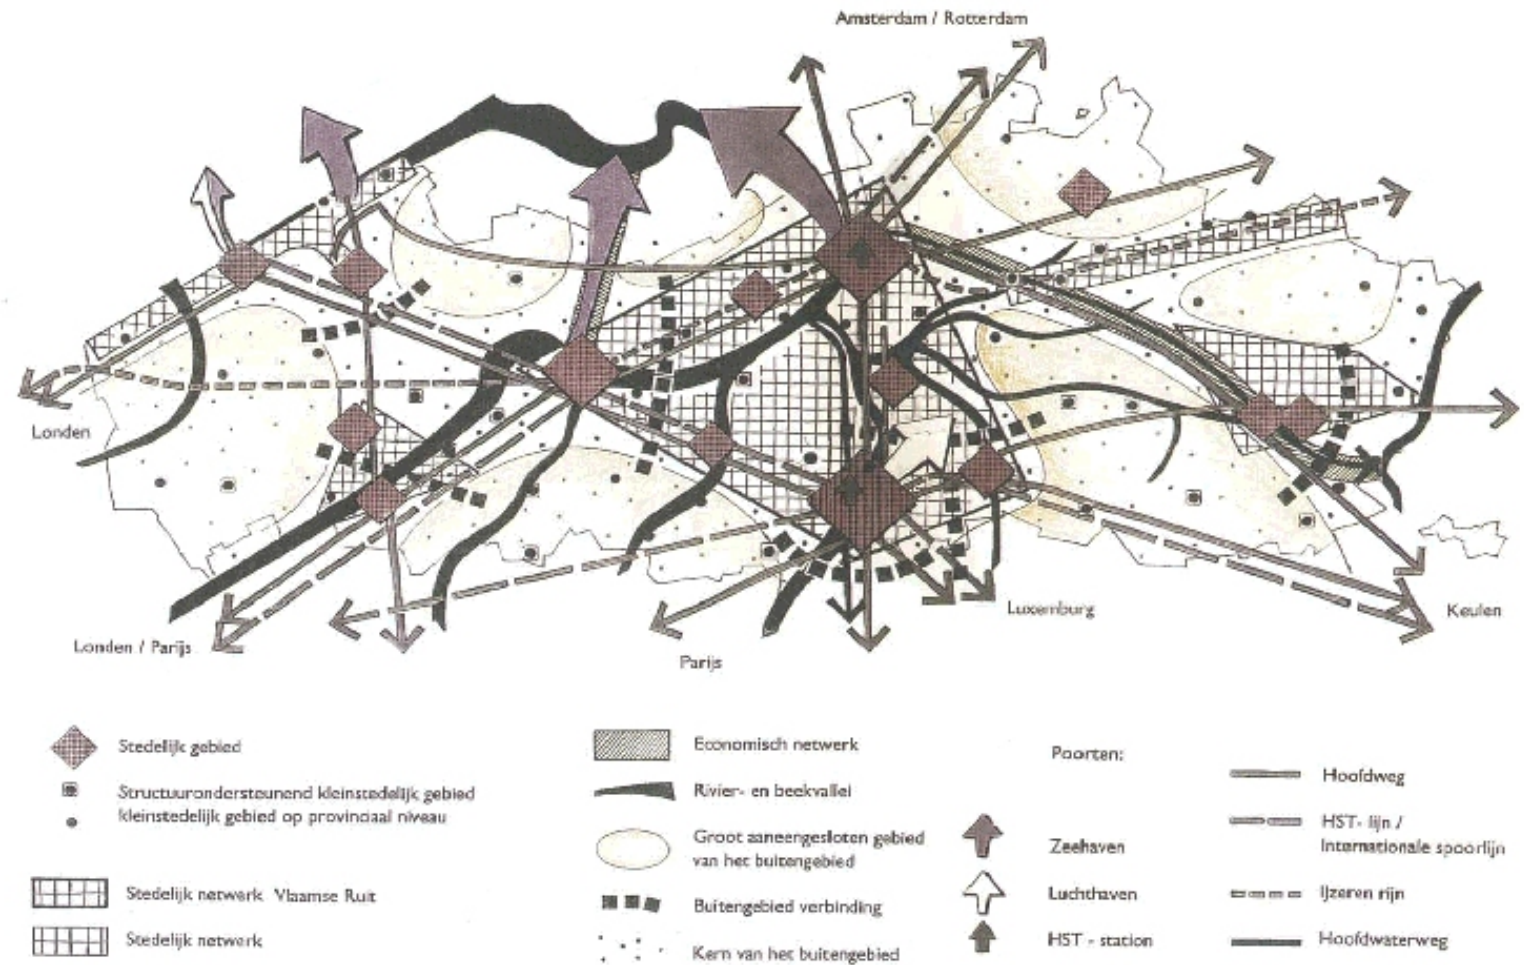 Amsterdam / Rotterdam
Londen
Londen / Parijs
Parijs
Luxemburg
Keulen
Stedelijk gebied
Structuurondersteunend kleinstedelijk gebied
kleinstedelijk gebied op provinciaal niveau
Stedelijk netwerk Vlaamse Ruit
Stedelijk netwerk
Economisch netwerk
Rivier- en beekvallei
Groot aaneengesloten gebied
van het buitengebied
Buitengebied verbinding
Kern van het buitengebied
Poorten:
Zeehaven
Luchthaven
HST - station
Hoofdweg
HST- lijn /
Internationale spoorlijn
IJzeren rijn
Hoofdwaterweg